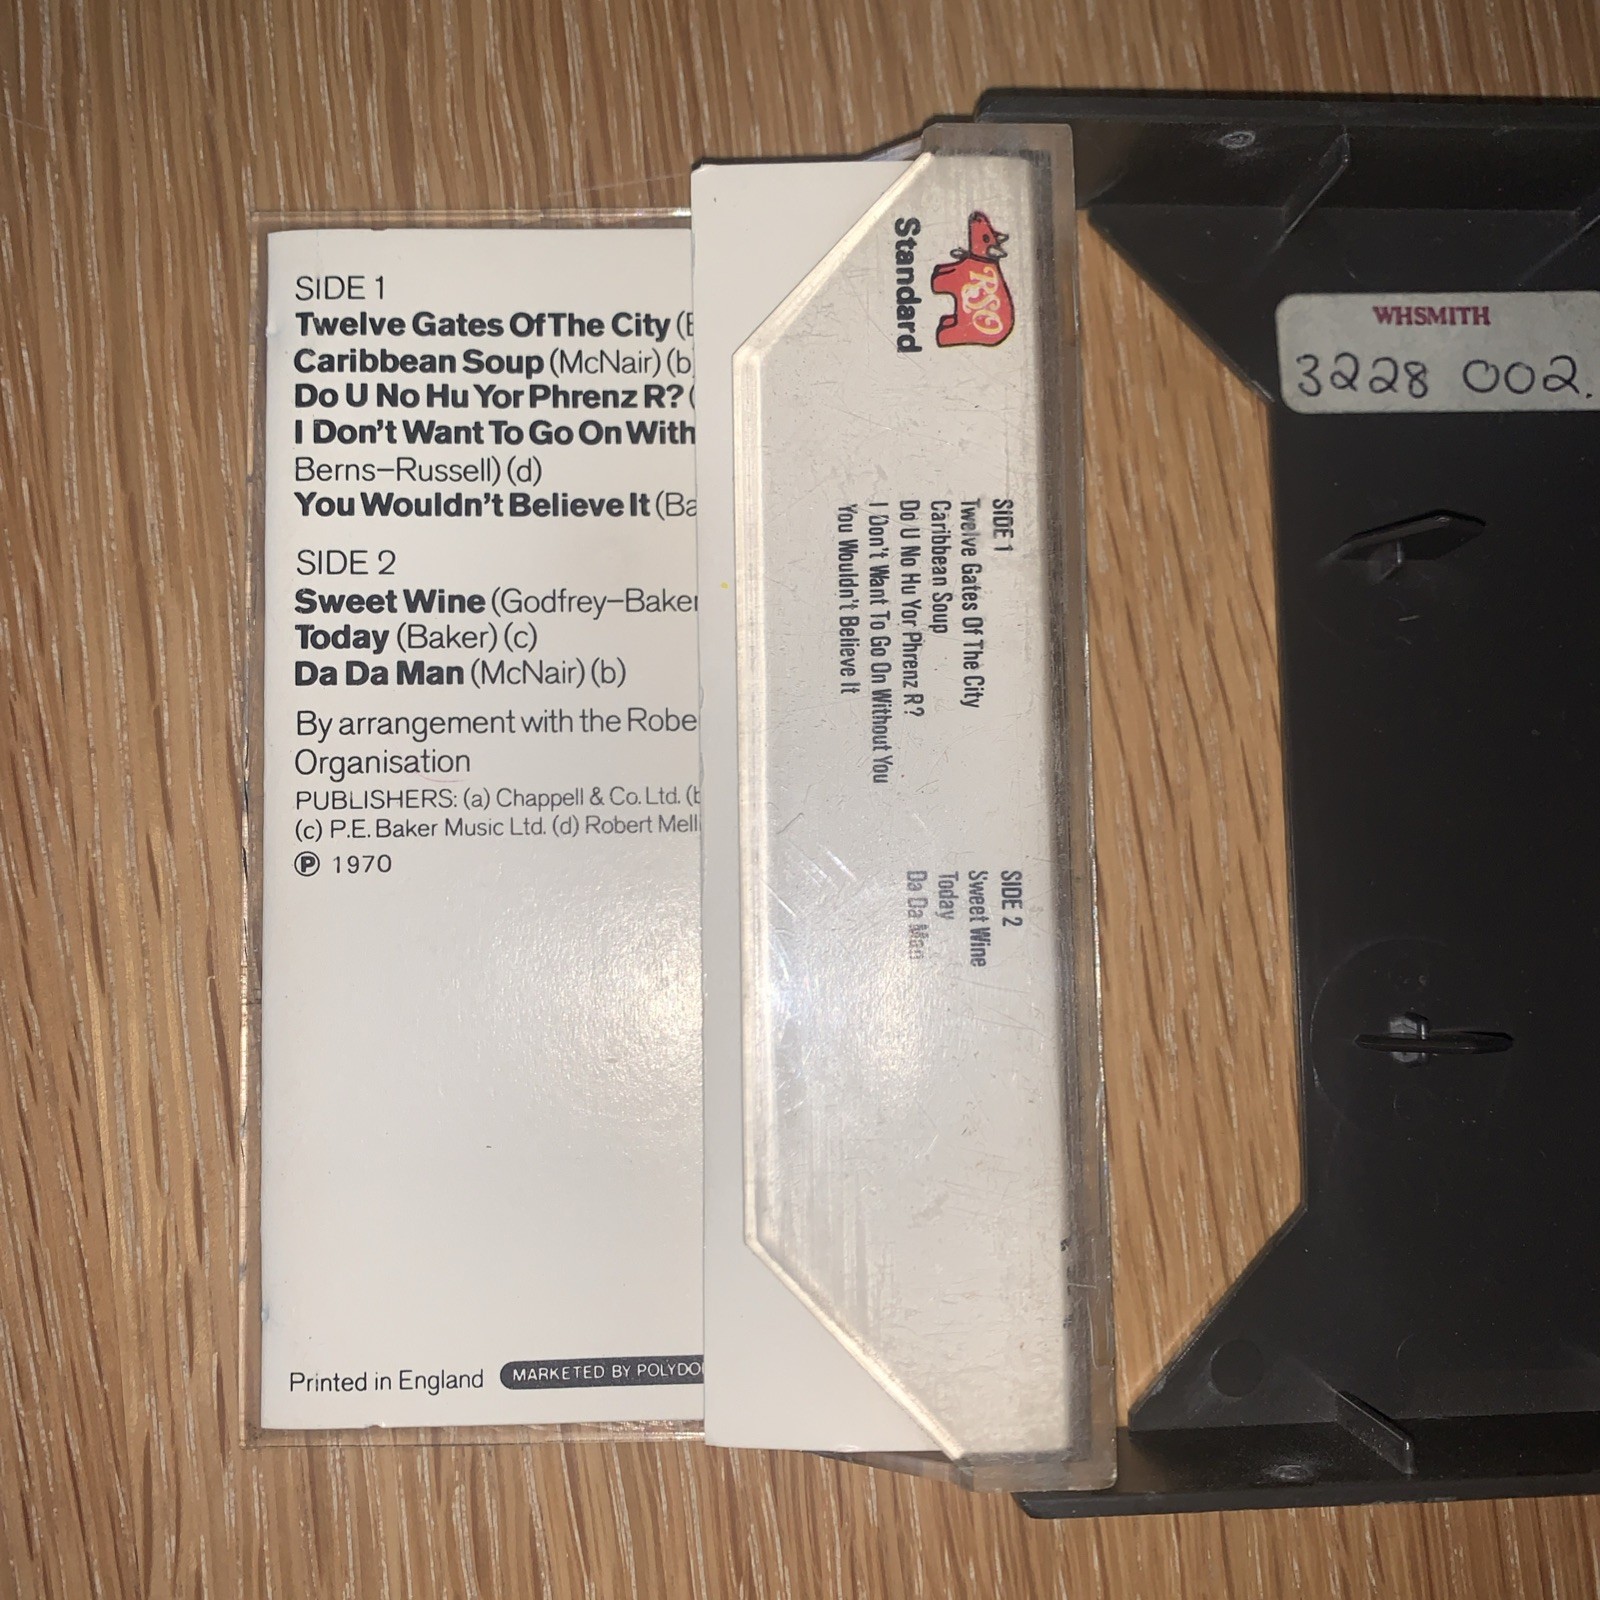 SIDE 1
Twelve Gates Of The City (
Caribbean Soup (McNair) (b
Do U No Hu Yor Phrenz R? (
I Don't Want To Go On With
Berns–Russell) (d)
You Wouldn't Believe It (Ba
SIDE 2
Sweet Wine (Godfrey–Baker
Today (Baker) (c)
Da Da Man (McNair) (b)
By arrangement with the Robe
Organisation
PUBLISHERS: (a) Chappell & Co. Ltd. (b
(c) P.E. Baker Music Ltd. (d) Robert Mell
℗ 1970
Printed in England
MARKETED BY POLYDO
RSO
Standard
SIDE 1
Twelve Gates Of The City
Caribbean Soup
Do U No Hu Yor Phrenz R?
I Don't Want To Go On Without You
You Wouldn't Believe It
SIDE 2
Sweet Wine
Today
Da Da Man
WHSMITH
3228 002.